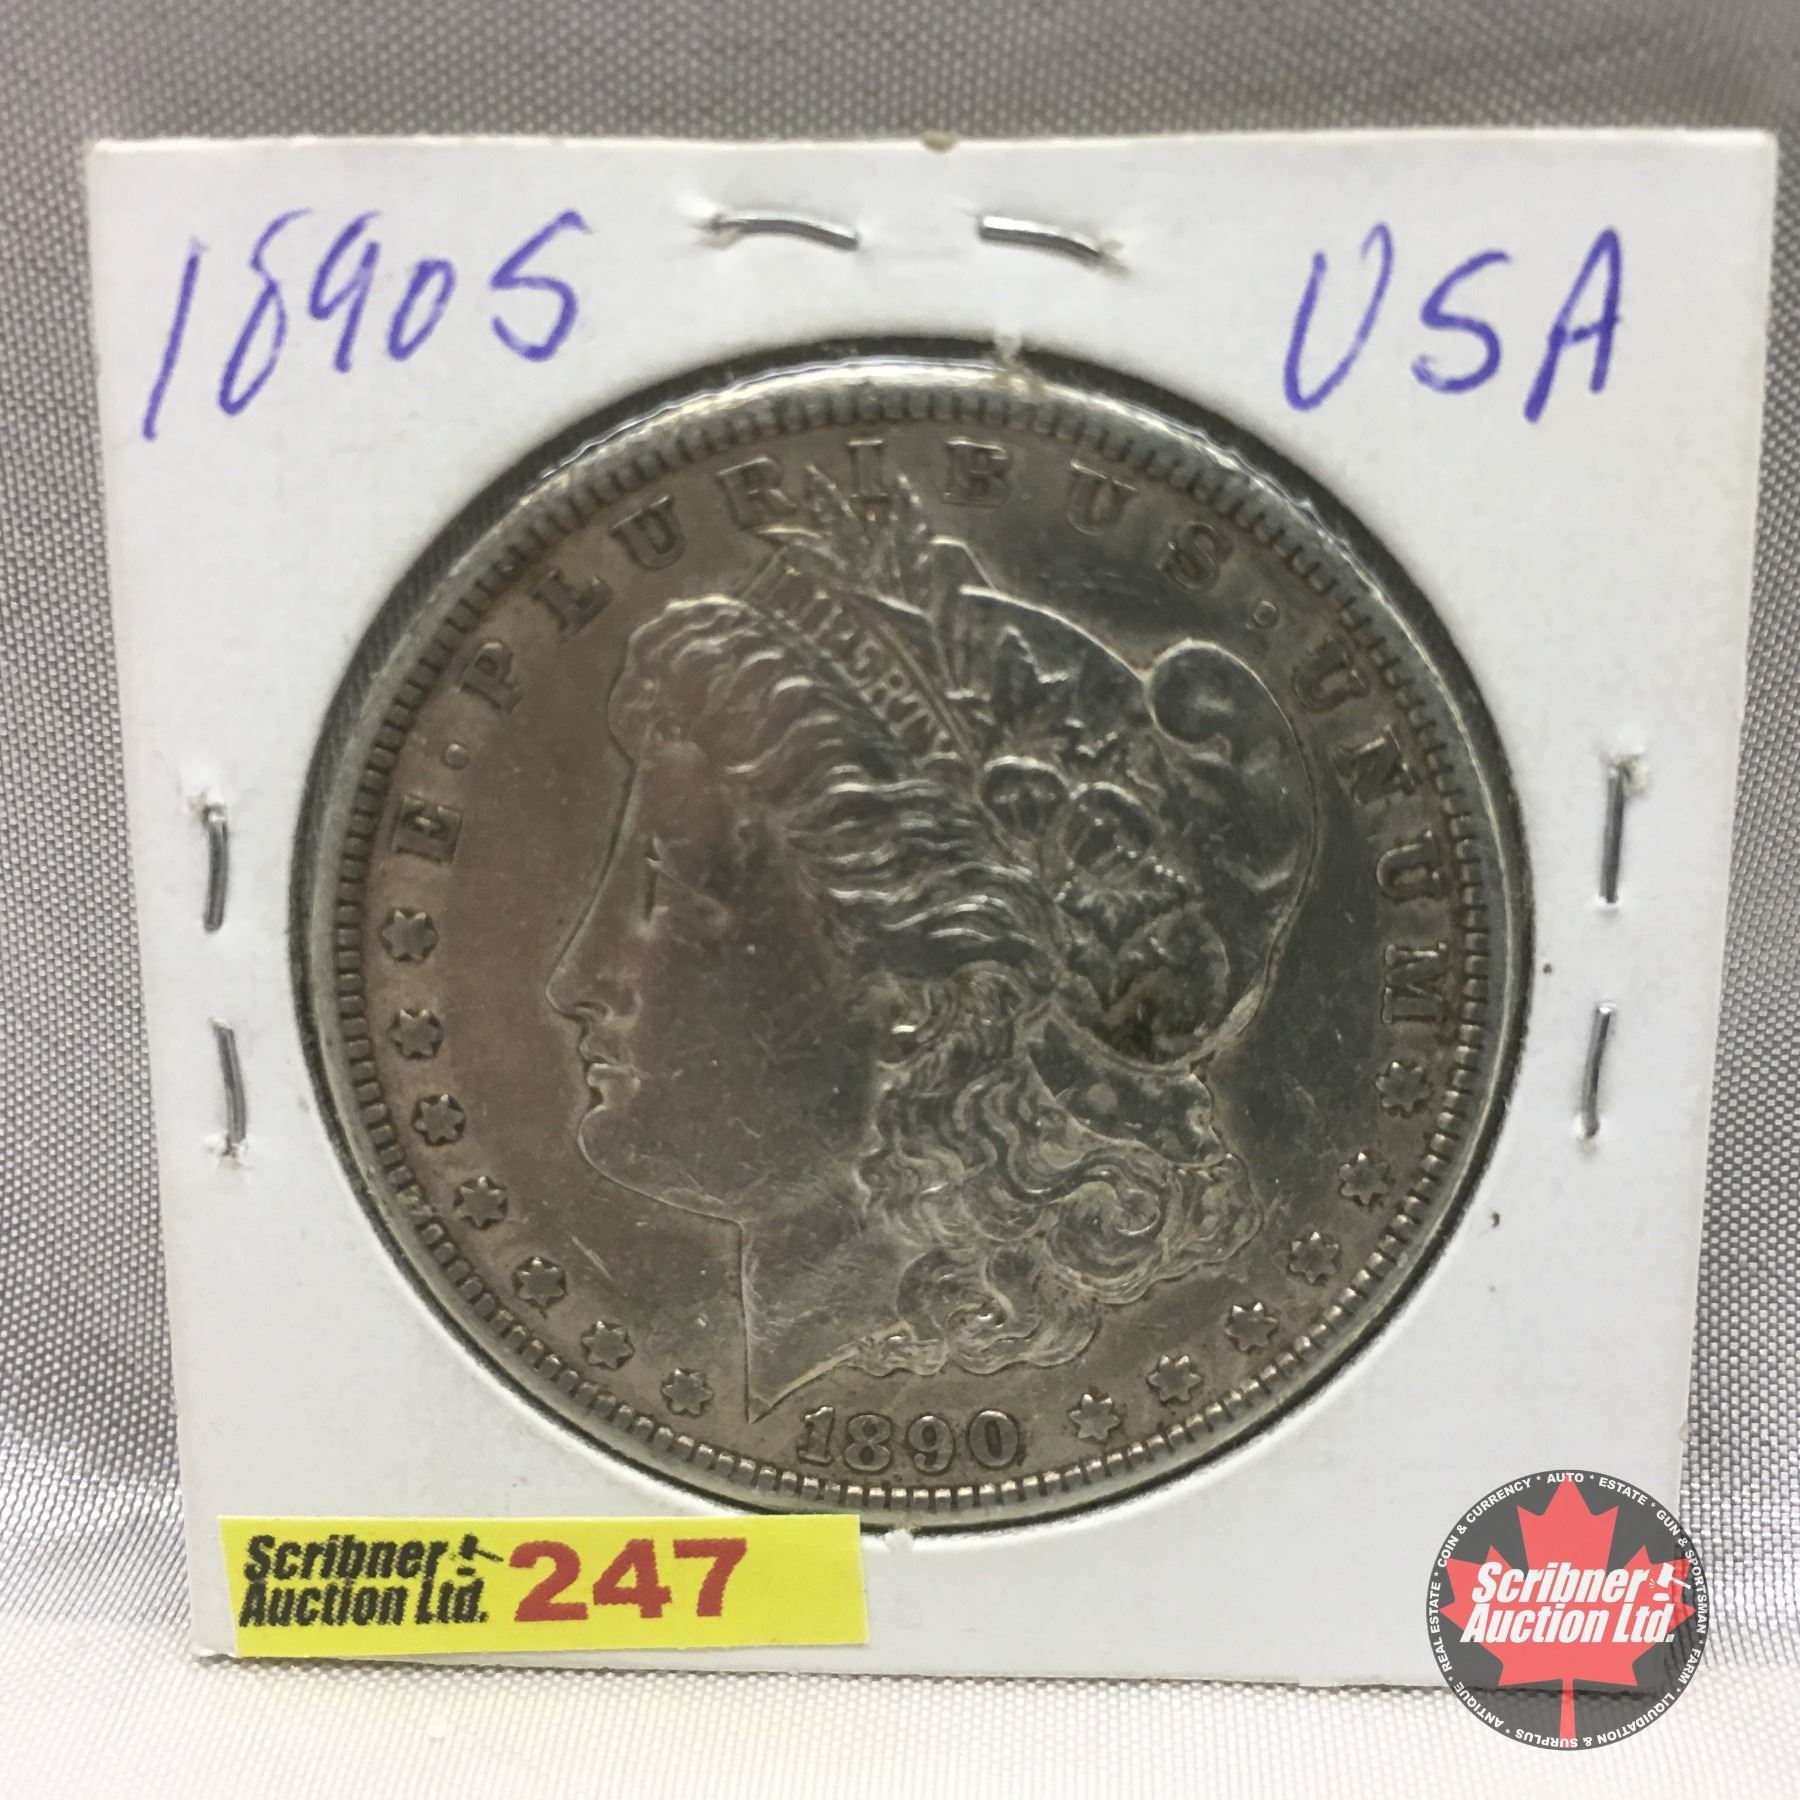 1890S USA
E · PLURIBUS · UNUM
LIBERTY
1890
Scribner
Auction Ltd. 247
COIN & CURRENCY * AUTO * ESTATE * GUN & SPORTSMAN * FARM * LIQUIDATION & SURPLUS * ANTIQUE * REAL ESTATE *
Scribner
Auction Ltd.